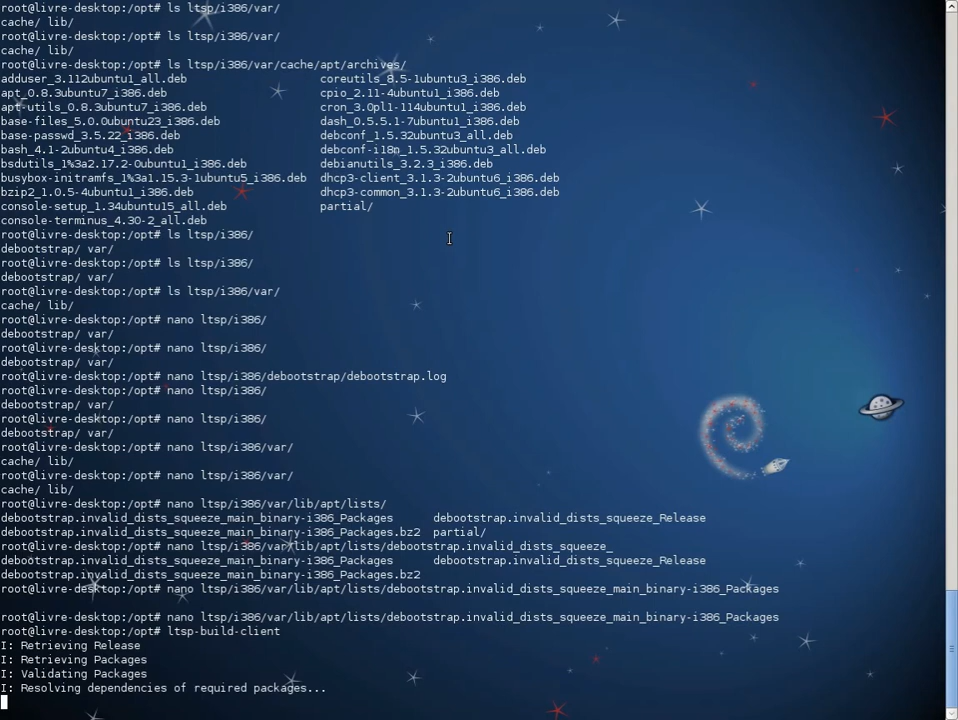 root@livre-desktop:/opt# ls ltsp/i386/var/
cache/ lib/
root@livre-desktop:/opt# ls ltsp/i386/var/
cache/ lib/
root@livre-desktop:/opt# ls ltsp/i386/var/cache/apt/archives/
adduser_3.112ubuntu1_all.deb coreutils_8.5-1ubuntu3_i386.deb
apt_0.8.3ubuntu7_i386.deb cpio_2.11-4ubuntu1_i386.deb
apt-utils_0.8.3ubuntu7_i386.deb cron_3.0pl1-114ubuntu1_i386.deb
base-files_5.0.0ubuntu23_i386.deb dash_0.5.5.1-7ubuntu1_i386.deb
base-passwd_3.5.22_i386.deb debconf_1.5.32ubuntu3_all.deb
bash_4.1-2ubuntu4_i386.deb debconf-i18n_1.5.32ubuntu3_all.deb
bsdutils_1%3a2.17.2-0ubuntu1_i386.deb debianutils_3.2.3_i386.deb
busybox-initramfs_1%3a1.15.3-1ubuntu5_i386.deb dhcp3-client_3.1.3-2ubuntu6_i386.deb
bzip2_1.0.5-4ubuntu1_i386.deb dhcp3-common_3.1.3-2ubuntu6_i386.deb
console-setup_1.34ubuntu15_all.deb partial/
console-terminus_4.30-2_all.deb
root@livre-desktop:/opt# ls ltsp/i386/
debootstrap/ var/
root@livre-desktop:/opt# ls ltsp/i386/
debootstrap/ var/
root@livre-desktop:/opt# ls ltsp/i386/var/
cache/ lib/
root@livre-desktop:/opt# nano ltsp/i386/
debootstrap/ var/
root@livre-desktop:/opt# nano ltsp/i386/
debootstrap/ var/
root@livre-desktop:/opt# nano ltsp/i386/debootstrap/debootstrap.log
root@livre-desktop:/opt# nano ltsp/i386/
debootstrap/ var/
root@livre-desktop:/opt# nano ltsp/i386/
debootstrap/ var/
root@livre-desktop:/opt# nano ltsp/i386/var/
cache/ lib/
root@livre-desktop:/opt# nano ltsp/i386/var/
cache/ lib/
root@livre-desktop:/opt# nano ltsp/i386/var/lib/apt/lists/
debootstrap.invalid_dists_squeeze_main_binary-i386_Packages debootstrap.invalid_dists_squeeze_Release
debootstrap.invalid_dists_squeeze_main_binary-i386_Packages.bz2 partial/
root@livre-desktop:/opt# nano ltsp/i386/var/lib/apt/lists/debootstrap.invalid_dists_squeeze_
debootstrap.invalid_dists_squeeze_main_binary-i386_Packages debootstrap.invalid_dists_squeeze_Release
debootstrap.invalid_dists_squeeze_main_binary-i386_Packages.bz2
root@livre-desktop:/opt# nano ltsp/i386/var/lib/apt/lists/debootstrap.invalid_dists_squeeze_main_binary-i386_Packages
root@livre-desktop:/opt# nano ltsp/i386/var/lib/apt/lists/debootstrap.invalid_dists_squeeze_main_binary-i386_Packages
root@livre-desktop:/opt# ltsp-build-client
I: Retrieving Release
I: Retrieving Packages
I: Validating Packages
I: Resolving dependencies of required packages...